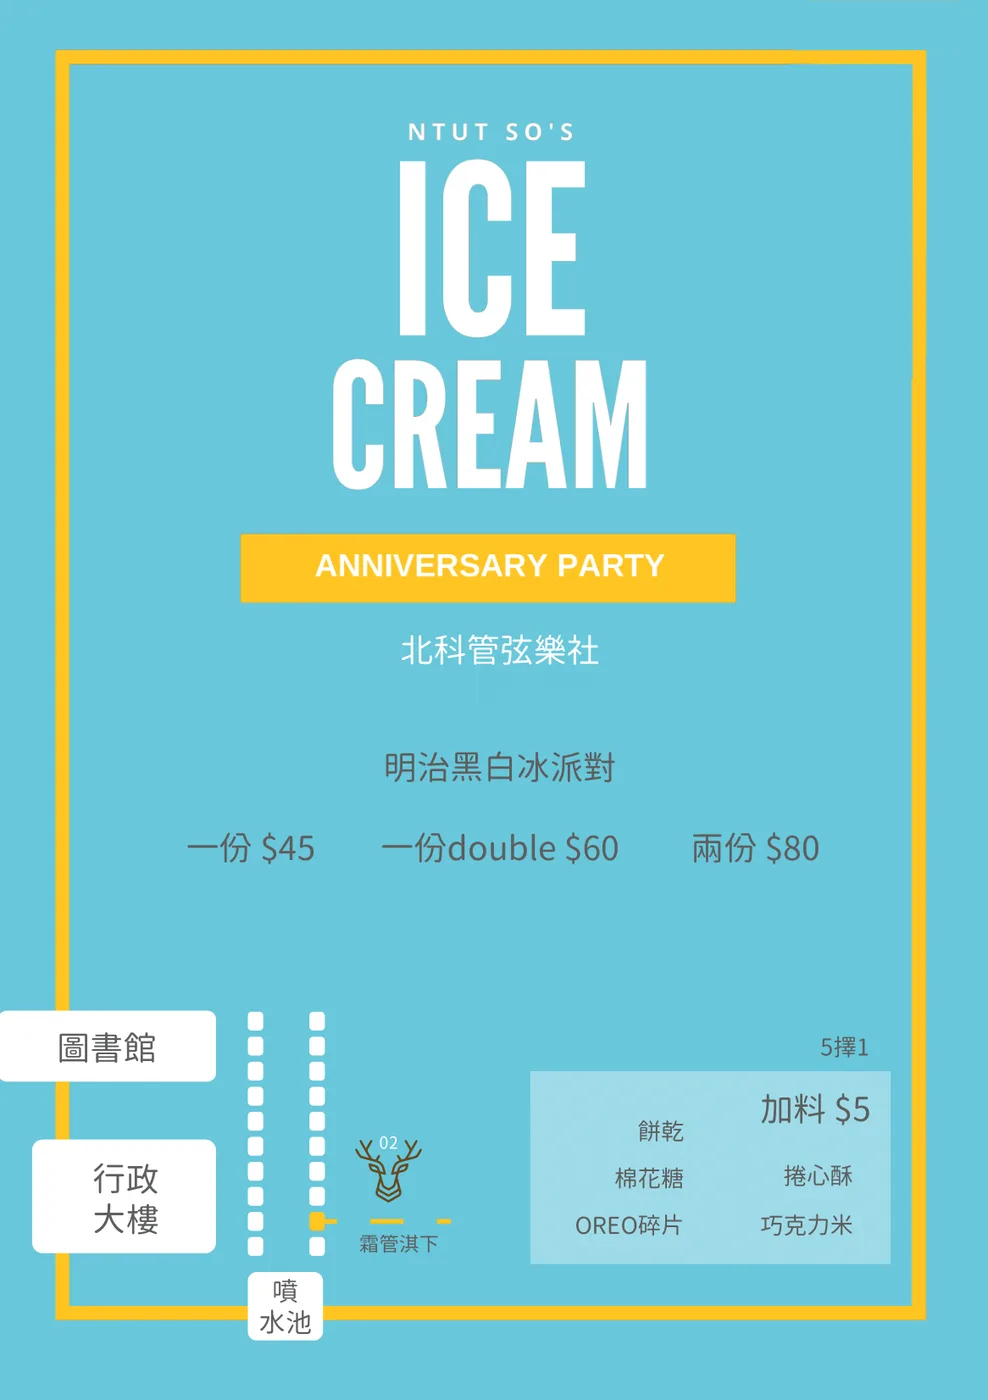 NTUT SO'S
ICE
CREAM
ANNIVERSARY PARTY
北科管弦樂社
明治黑白冰派對
一份 $45 一份double $60 兩份 $80
圖書館
行政
大樓
噴
水池
02
霜管淇下
5擇1
加料 $5
餅乾
棉花糖 捲心酥
OREO碎片 巧克力米